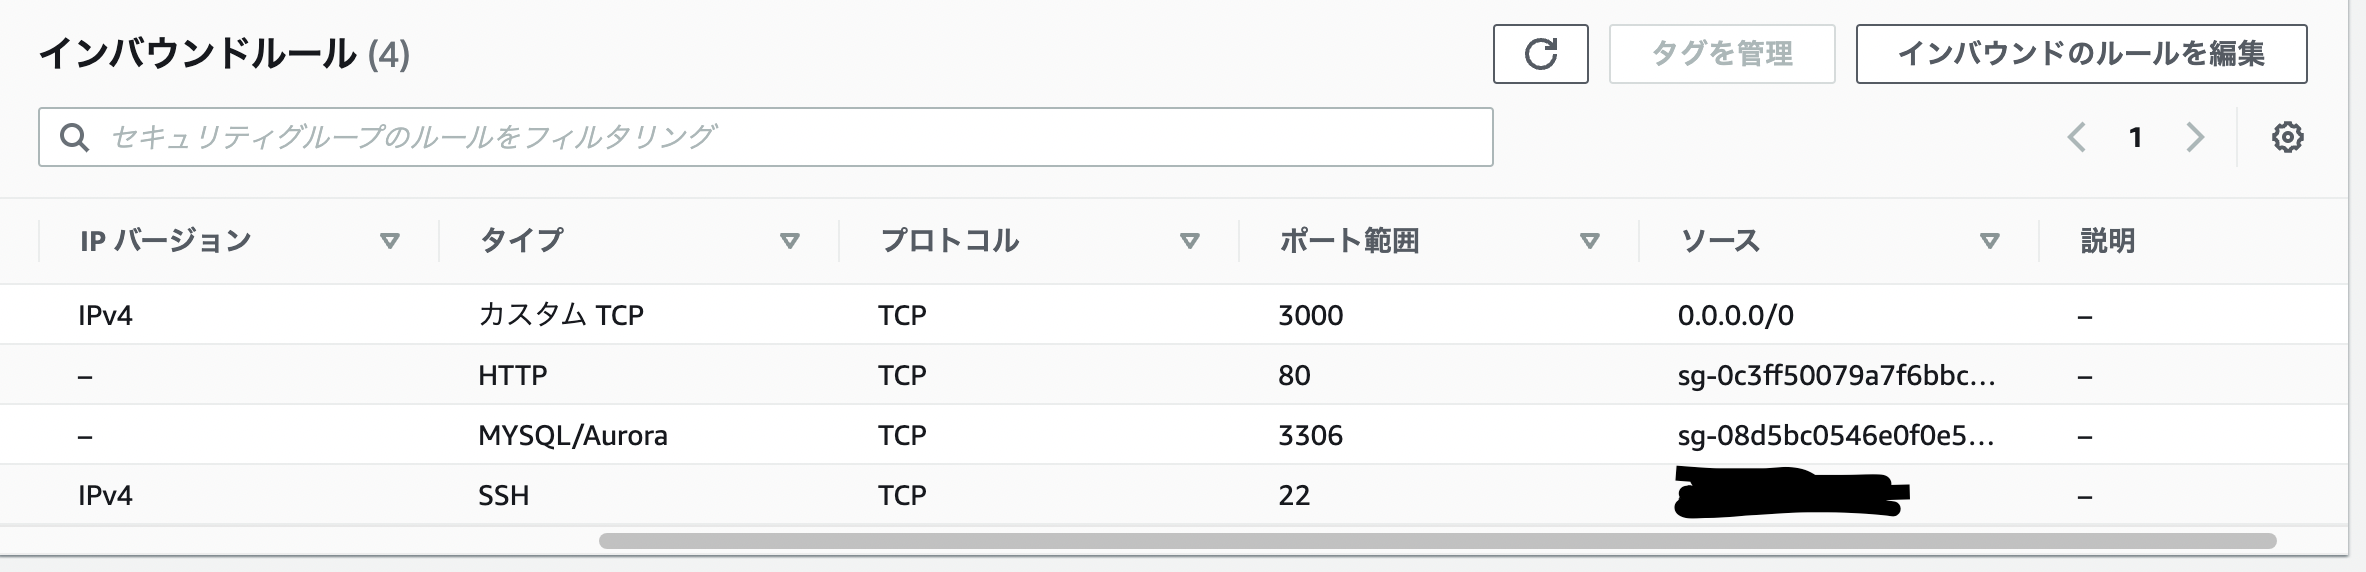 インバウンドルール (4)
タグを管理
インバウンドのルールを編集
セキュリティグループのルールをフィルタリング
1
IP バージョン タイプ プロトコル ポート範囲 ソース 説明
IPv4 カスタム TCP TCP 3000 0.0.0.0/0 –
– HTTP TCP 80 sg-0c3ff50079a7f6bbc... –
– MYSQL/Aurora TCP 3306 sg-08d5bc0546e0f0e5... –
IPv4 SSH TCP 22 –